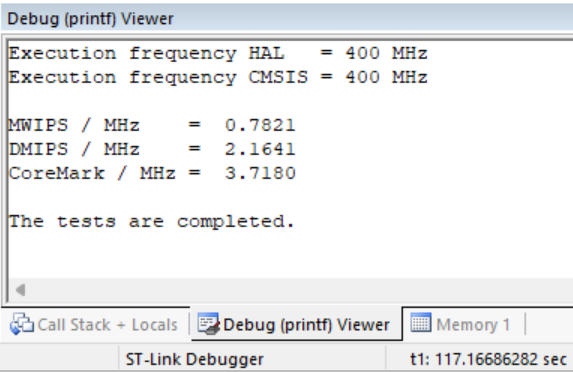 Debug (printf) Viewer
Execution frequency HAL   = 400 MHz
Execution frequency CMSIS = 400 MHz
MWIPS / MHz    =  0.7821
DMIPS / MHz    =  2.1641
CoreMark / MHz =  3.7180
The tests are completed.
Call Stack + Locals Debug (printf) Viewer Memory 1
ST-Link Debugger t1: 117.16686282 sec